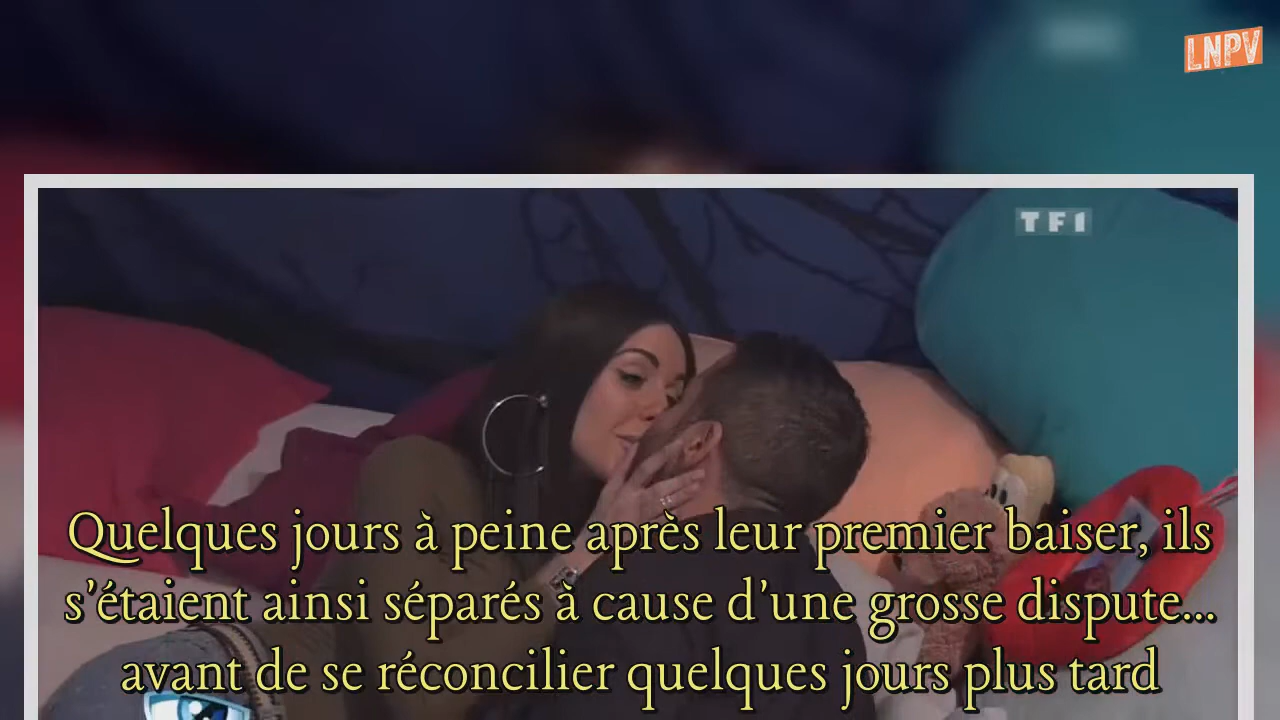 LNPV
TF1
Quelques jours à peine après leur premier baiser, ils
s'étaient ainsi séparés à cause d'une grosse dispute...
avant de se réconcilier quelques jours plus tard